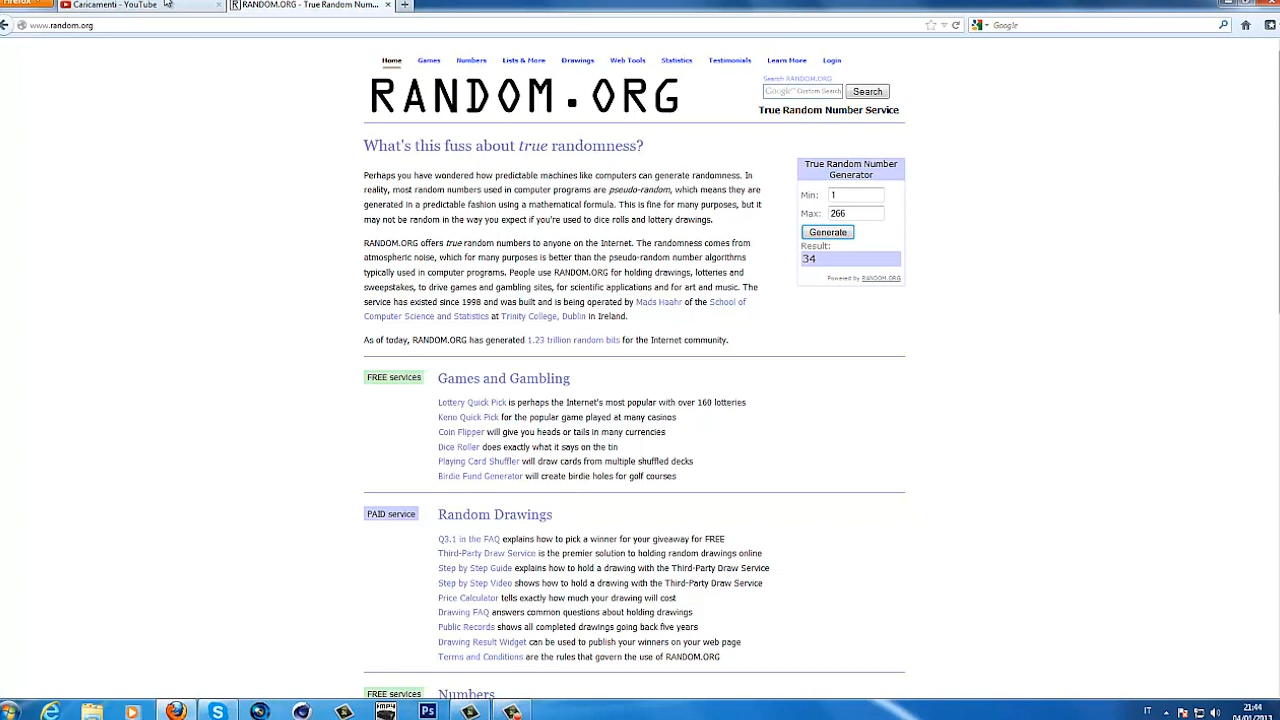 Firefox
Caricamenti - YouTube
RANDOM.ORG - True Random Num...
www.random.org
Google
Home Games Numbers Lists & More Drawings Web Tools Statistics Testimonials Learn More Login
Search RANDOM.ORG
Google™ Custom Search Search
RANDOM.ORG
True Random Number Service
What's this fuss about true randomness?
Perhaps you have wondered how predictable machines like computers can generate randomness. In
reality, most random numbers used in computer programs are pseudo-random, which means they are
generated in a predictable fashion using a mathematical formula. This is fine for many purposes, but it
may not be random in the way you expect if you're used to dice rolls and lottery drawings.
RANDOM.ORG offers true random numbers to anyone on the Internet. The randomness comes from
atmospheric noise, which for many purposes is better than the pseudo-random number algorithms
typically used in computer programs. People use RANDOM.ORG for holding drawings, lotteries and
sweepstakes, to drive games and gambling sites, for scientific applications and for art and music. The
service has existed since 1998 and was built and is being operated by Mads Haahr of the School of
Computer Science and Statistics at Trinity College, Dublin in Ireland.
As of today, RANDOM.ORG has generated 1.23 trillion random bits for the Internet community.
True Random Number
Generator
Min: 1
Max: 266
Generate
Result:
34
Powered by RANDOM.ORG
FREE services
Games and Gambling
Lottery Quick Pick is perhaps the Internet's most popular with over 160 lotteries
Keno Quick Pick for the popular game played at many casinos
Coin Flipper will give you heads or tails in many currencies
Dice Roller does exactly what it says on the tin
Playing Card Shuffler will draw cards from multiple shuffled decks
Birdie Fund Generator will create birdie holes for golf courses
PAID service
Random Drawings
Q3.1 in the FAQ explains how to pick a winner for your giveaway for FREE
Third-Party Draw Service is the premier solution to holding random drawings online
Step by Step Guide explains how to hold a drawing with the Third-Party Draw Service
Step by Step Video shows how to hold a drawing with the Third-Party Draw Service
Price Calculator tells exactly how much your drawing will cost
Drawing FAQ answers common questions about holding drawings
Public Records shows all completed drawings going back five years
Drawing Result Widget can be used to publish your winners on your web page
Terms and Conditions are the rules that govern the use of RANDOM.ORG
FREE services
Numbers
IT
21:44